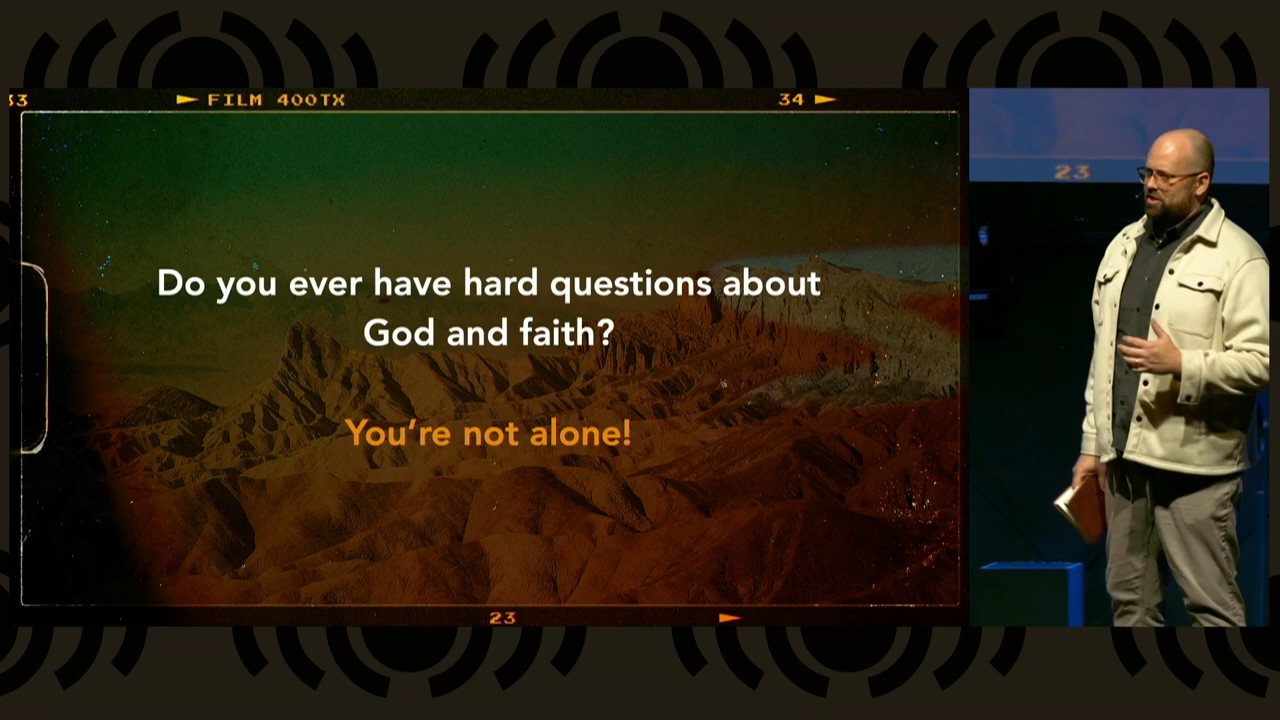 33 FILM 400TX 34
23
Do you ever have hard questions about
God and faith?
You're not alone!
23